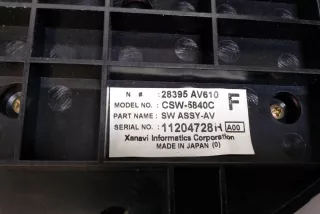 N # :28395 AV610
MODEL NO. :CSW-5840C F
PART NAME :SW ASSY-AV
SERIAL NO. :11204728H A00
Xanavi Informatics Corporation
MADE IN JAPAN (0)